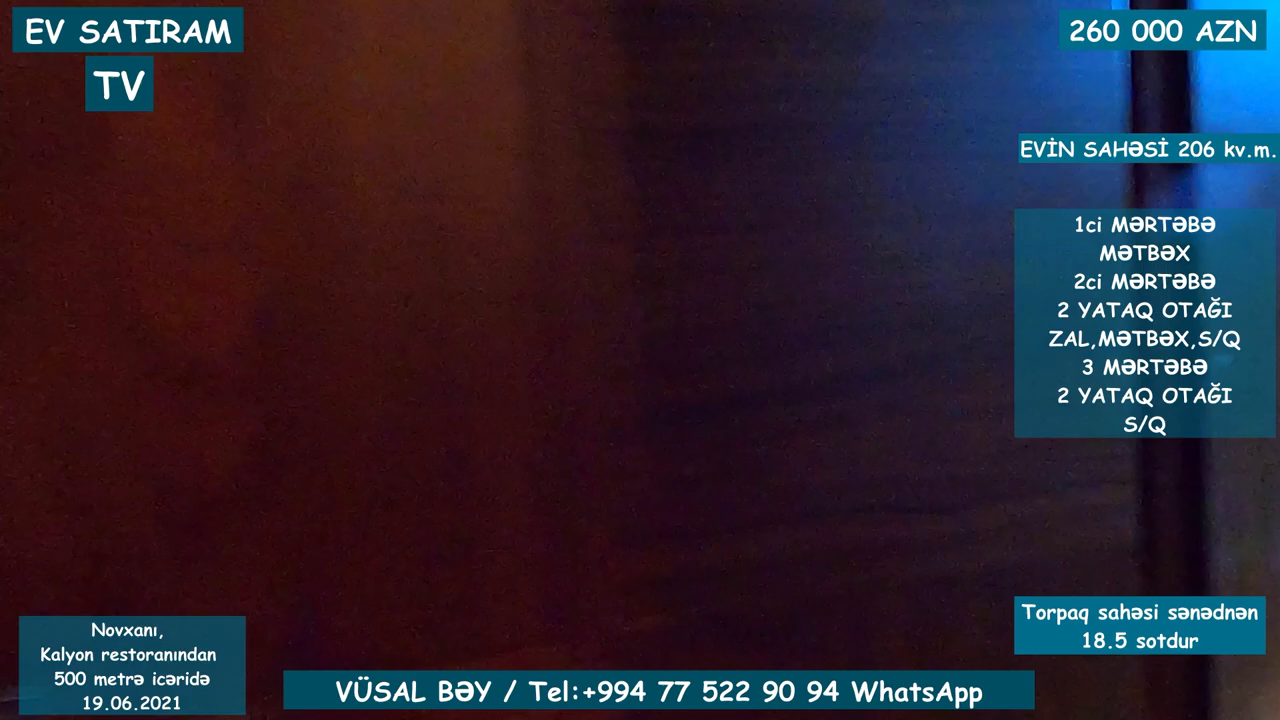 EV SATIRAM
TV
260 000 AZN
EVİN SAHƏSİ 206 kv.m.
1ci MƏRTƏBƏ
MƏTBƏX
2ci MƏRTƏBƏ
2 YATAQ OTAĞI
ZAL,MƏTBƏX,S/Q
3 MƏRTƏBƏ
2 YATAQ OTAĞI
S/Q
Torpaq sahəsi sənədnən
18.5 sotdur
Novxanı,
Kalyon restoranından
500 metrə icəridə
19.06.2021
VÜSAL BƏY / Tel:+994 77 522 90 94 WhatsApp